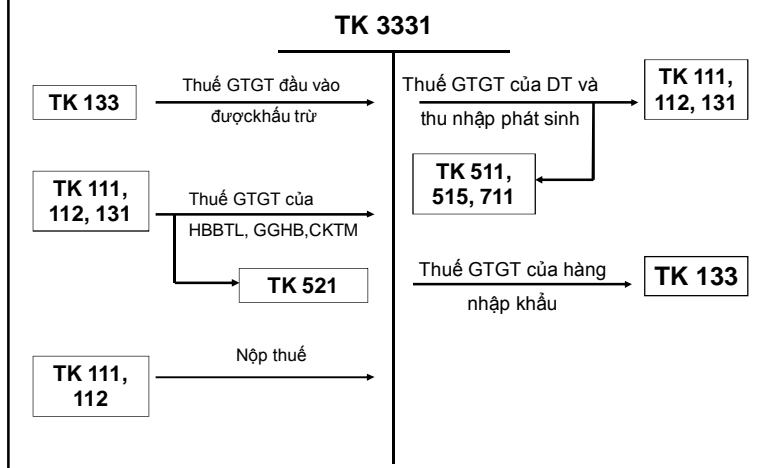 TK 3331
TK 133
Thuế GTGT đầu vào
đượckhấu trừ
TK 111,
112, 131
Thuế GTGT của
HBBTL, GGHB,CKTM
TK 521
TK 111,
112
Nộp thuế
Thuế GTGT của DT và
thu nhập phát sinh
TK 111,
112, 131
TK 511,
515, 711
Thuế GTGT của hàng
nhập khẩu
TK 133